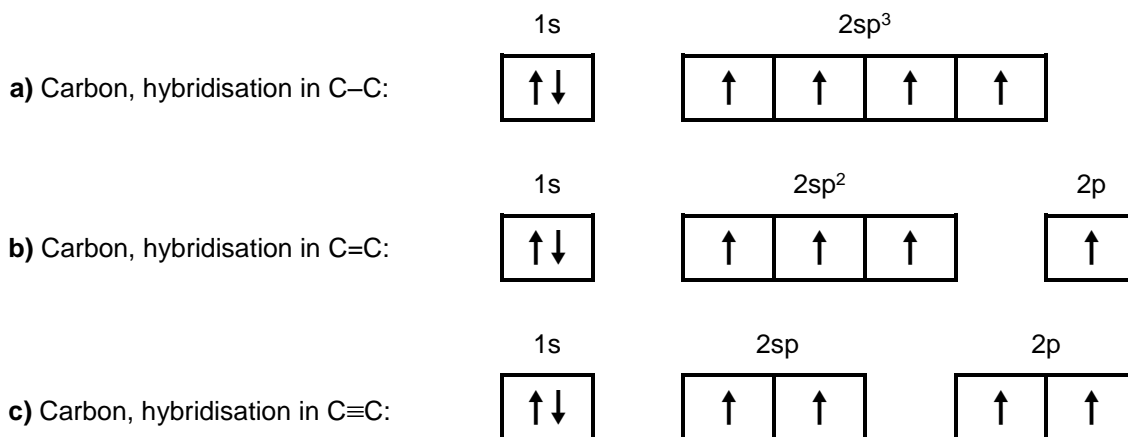 1s 2sp³
a) Carbon, hybridisation in C–C:
1s 2sp² 2p
b) Carbon, hybridisation in C=C:
1s 2sp 2p
c) Carbon, hybridisation in C≡C: